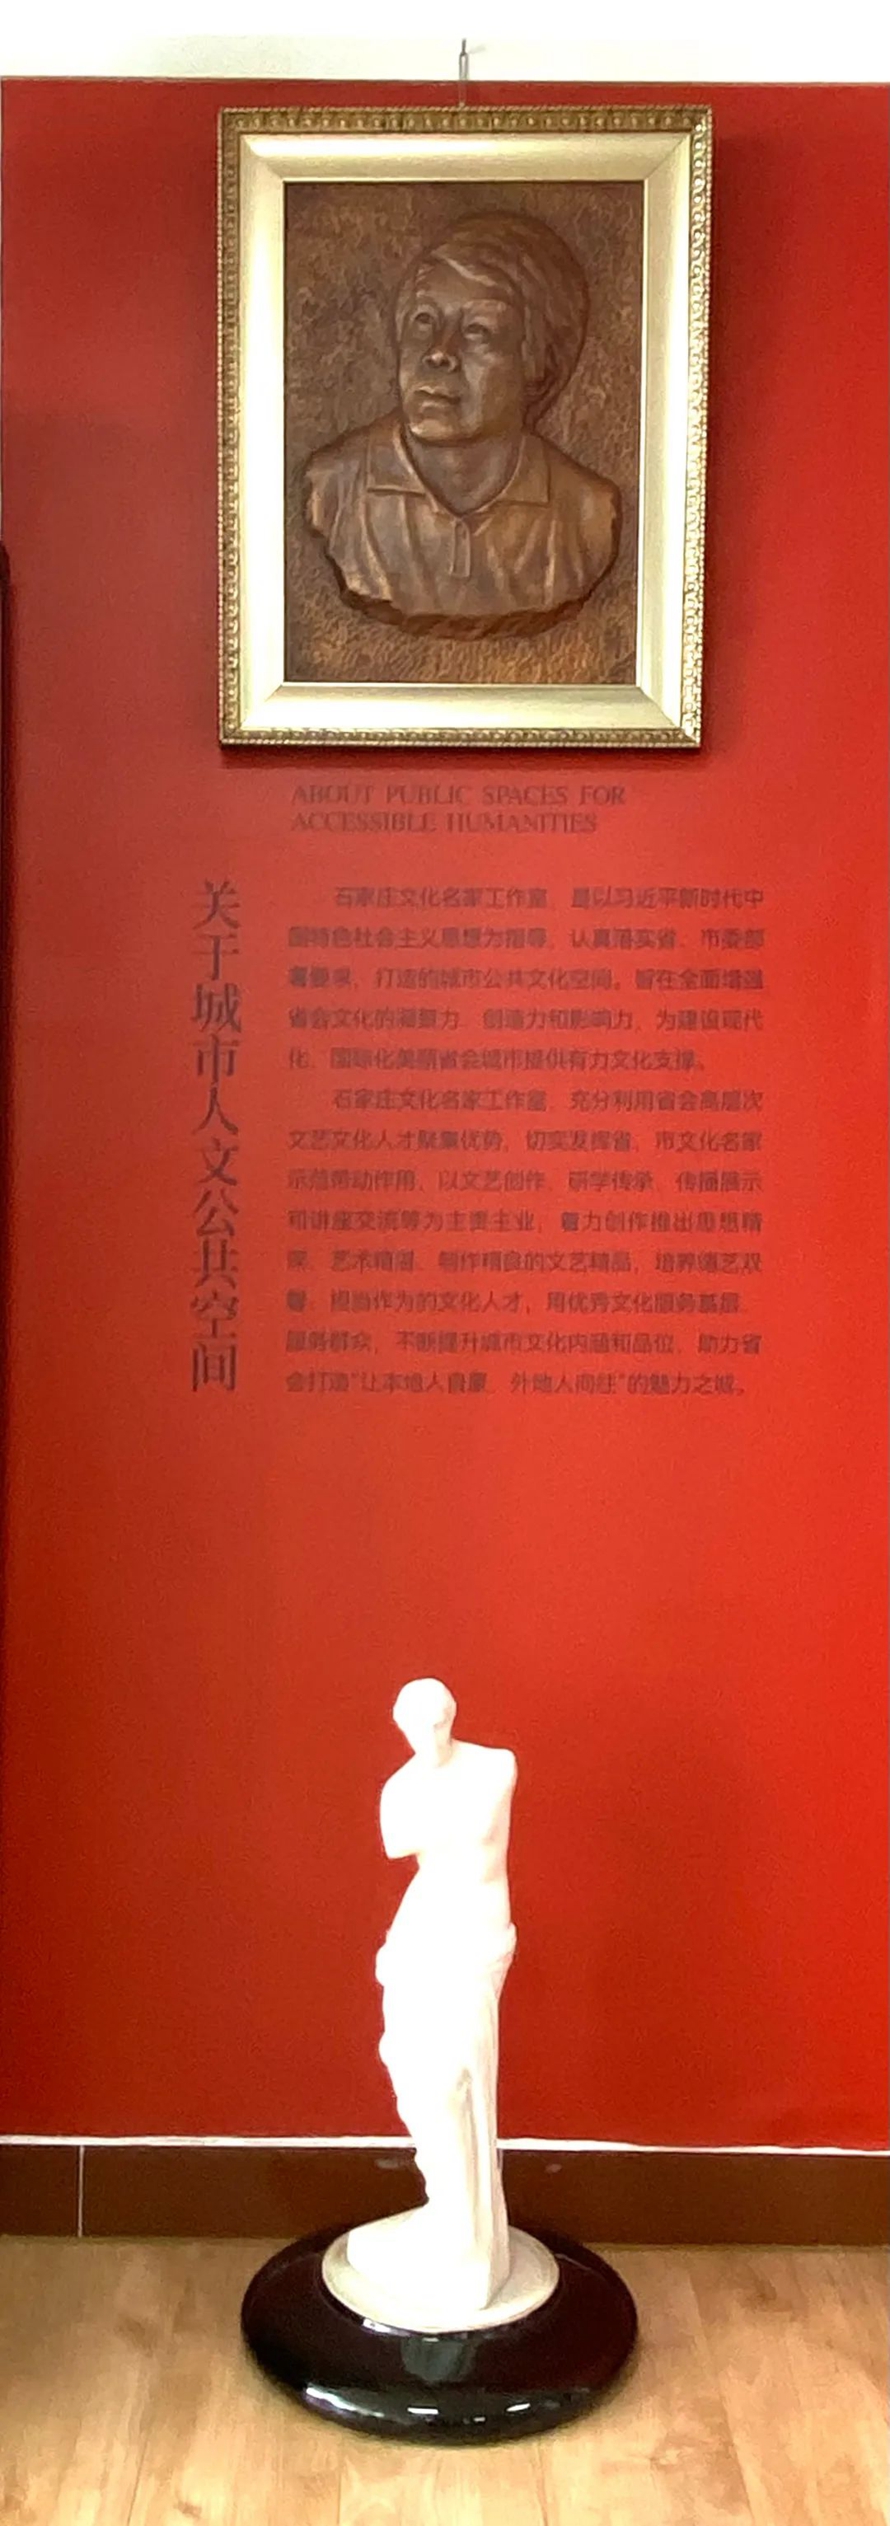 ABOUT PUBLIC SPACES FOR
ACCESSIBLE HUMANITIES
关于城市人文公共空间
石家庄文化名家工作室，是以习近平新时代中
国特色社会主义思想为指导，认真落实省、市委部
署要求，打造的城市公共文化空间。旨在全面增强
省会文化的凝聚力、创造力和影响力，为建设现代
化、国际化美丽省会城市提供有力文化支撑。
石家庄文化名家工作室，充分利用省会高层次
文艺文化人才聚集优势，切实发挥省、市文化名家
示范带动作用，以文艺创作、研学传承、传播展示
和讲座交流等为主责主业，着力创作推出思想精
深、艺术精湛、制作精良的文艺精品，培养德艺双
馨、担当作为的文化人才，用优秀文化服务基层、
服务群众，不断提升城市文化内涵和品位，助力省
会打造“让本地人自豪、外地人向往”的魅力之城。